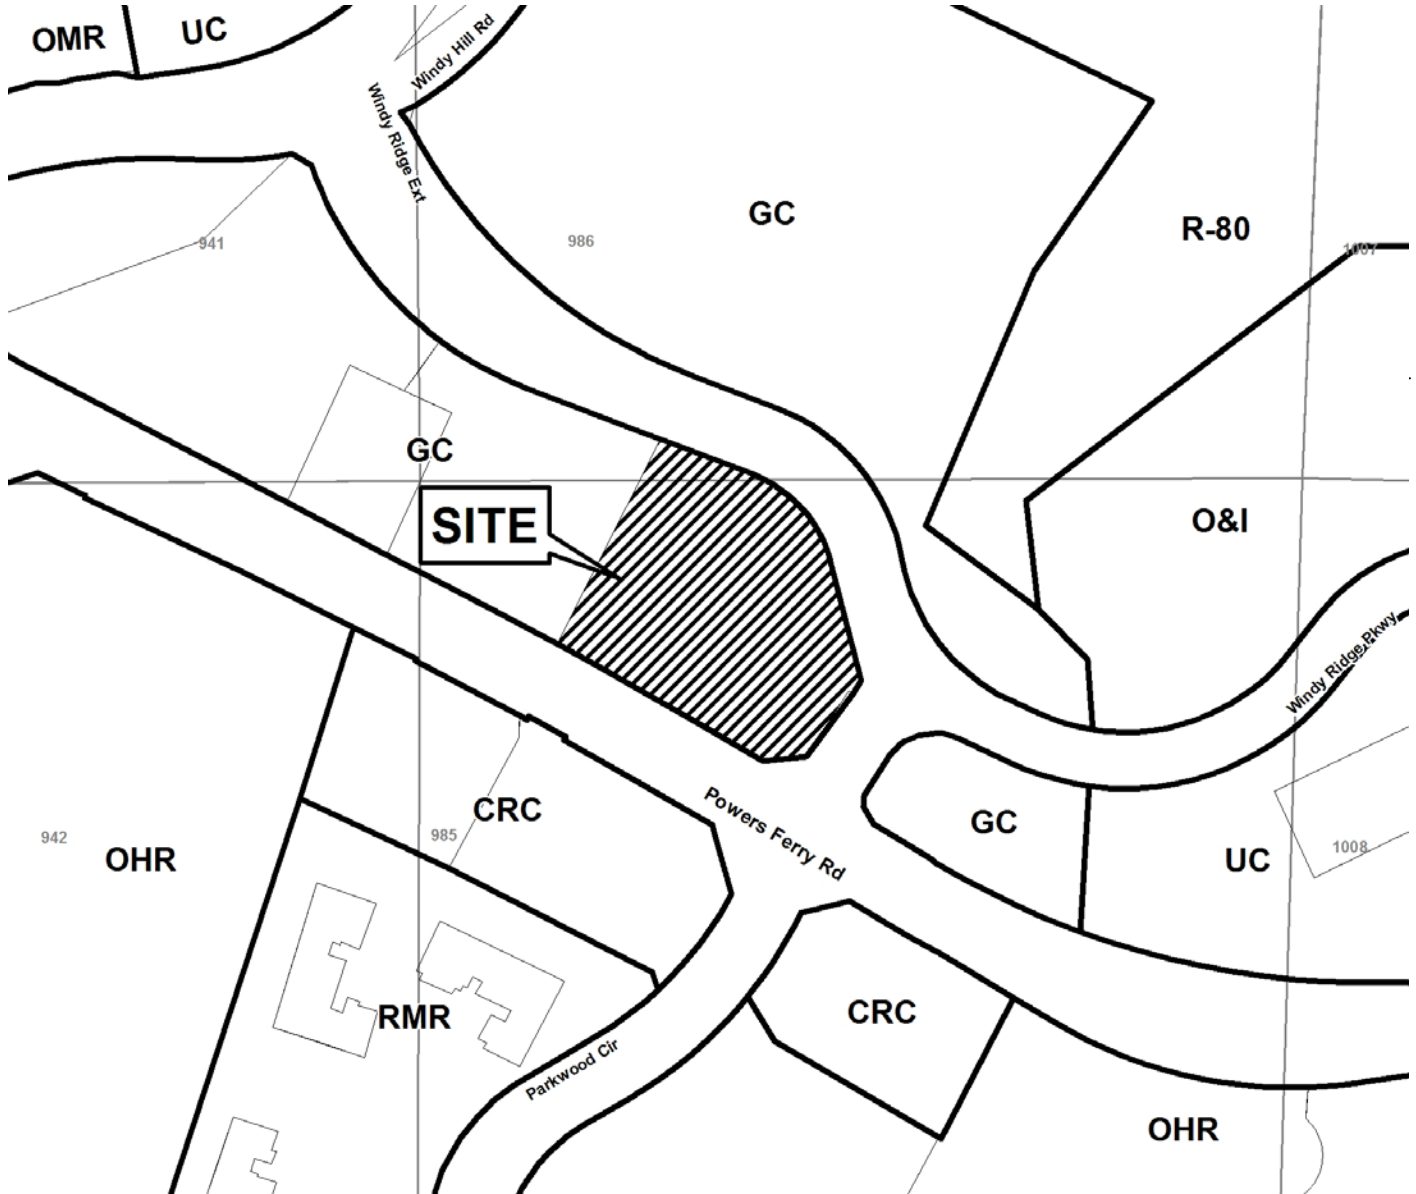 OMR
UC
Windy Hill Rd
Windy Ridge Ext
GC
R-80
941
986
1007
GC
SITE
O&I
Windy Ridge Pkwy
Powers Ferry Rd
CRC
GC
985
942
OHR
UC
1008
RMR
CRC
Parkwood Cir
OHR